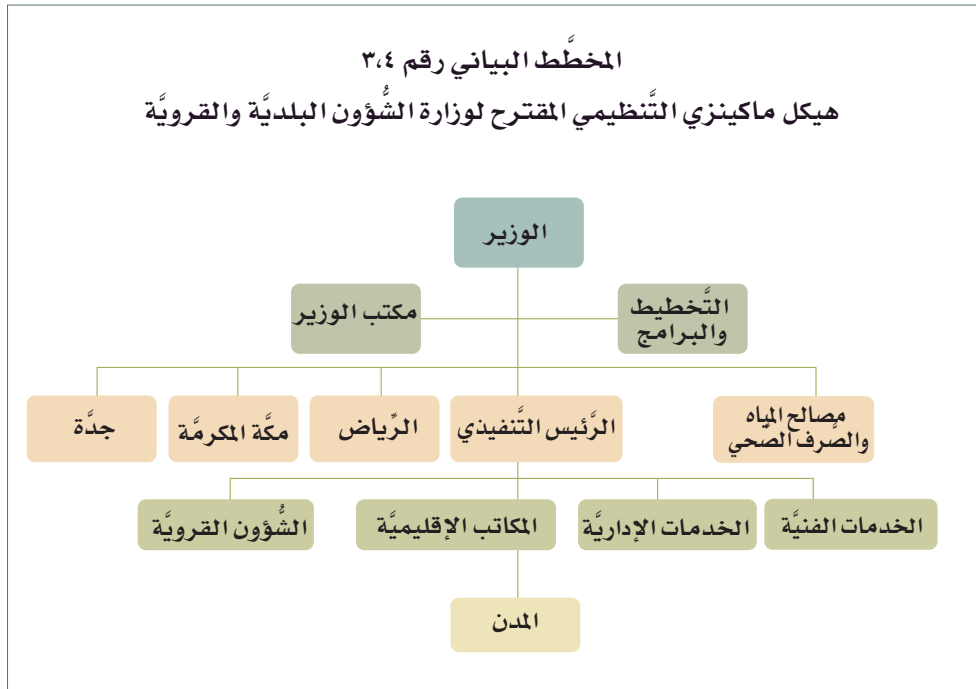 المخطَّط البياني رقم ٣،٤
هيكل ماكينزي التَّنظيمي المقترح لوزارة الشُّؤون البلديَّة والقرويَّة
الوزير
التَّخطيط
والبرامج
مكتب الوزير
مصالح المياه
والصَّرف الصِّحي
الرَّئيس التَّنفيذي
الرِّياض
مكَّة المكرمَّة
جدَّة
الخدمات الفنيَّة
الخدمات الإداريَّة
المكاتب الإقليميَّة
الشُّؤون القرويَّة
المدن